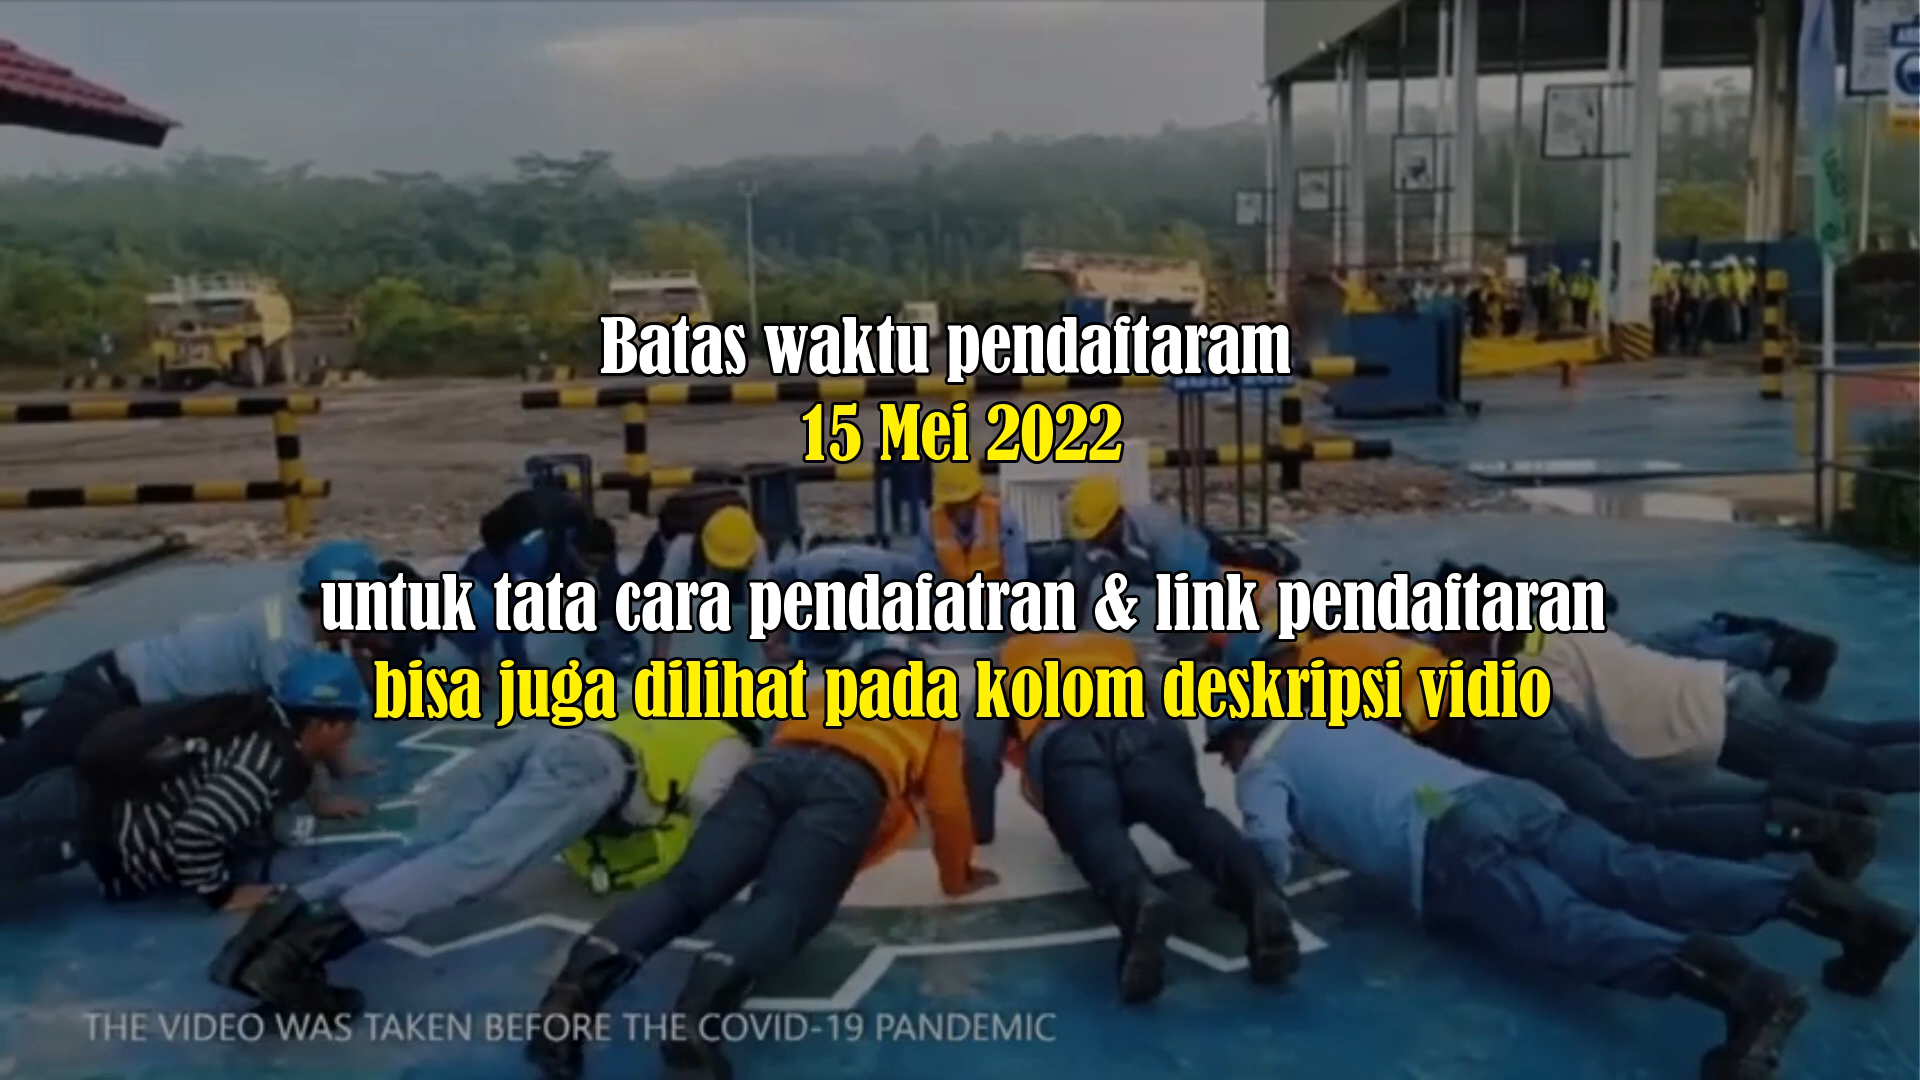 Batas waktu pendaftaram
15 Mei 2022
untuk tata cara pendafatran & link pendaftaran
bisa juga dilihat pada kolom deskripsi vidio
THE VIDEO WAS TAKEN BEFORE THE COVID-19 PANDEMIC